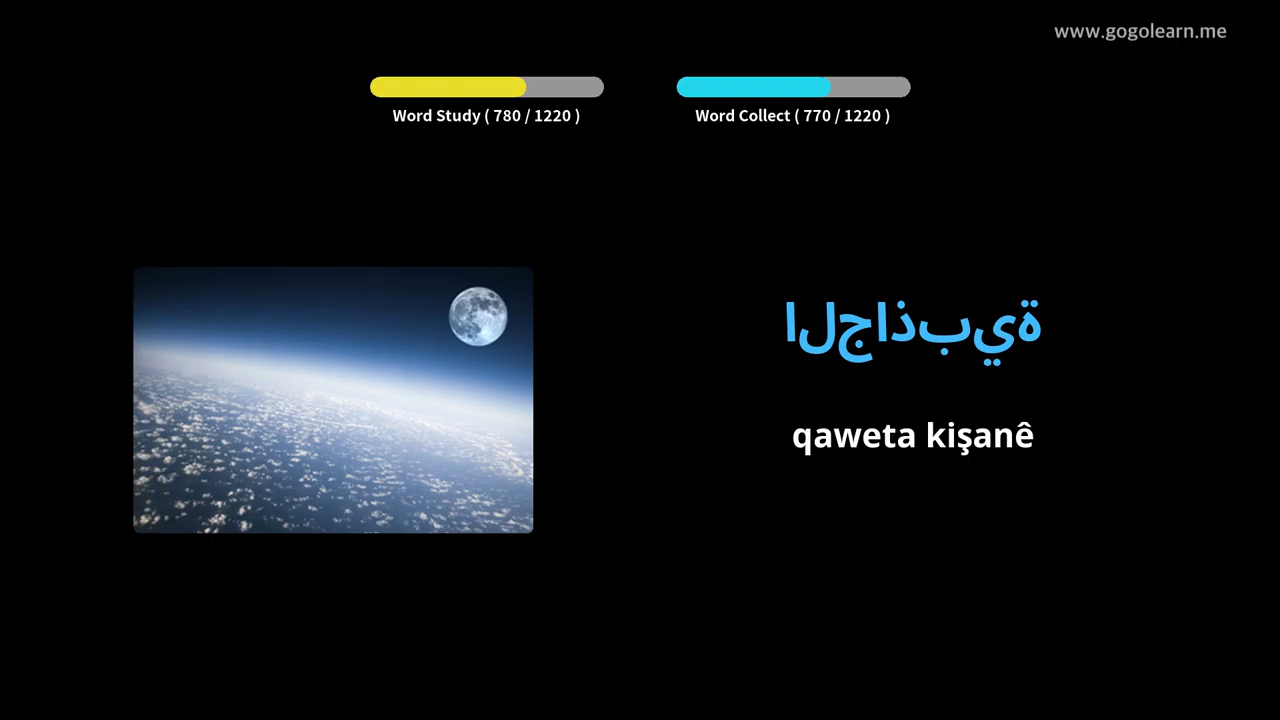 www.gogolearn.me
Word Study ( 780 / 1220 )
Word Collect ( 770 / 1220 )
الجاذبية
qaweta kişanê